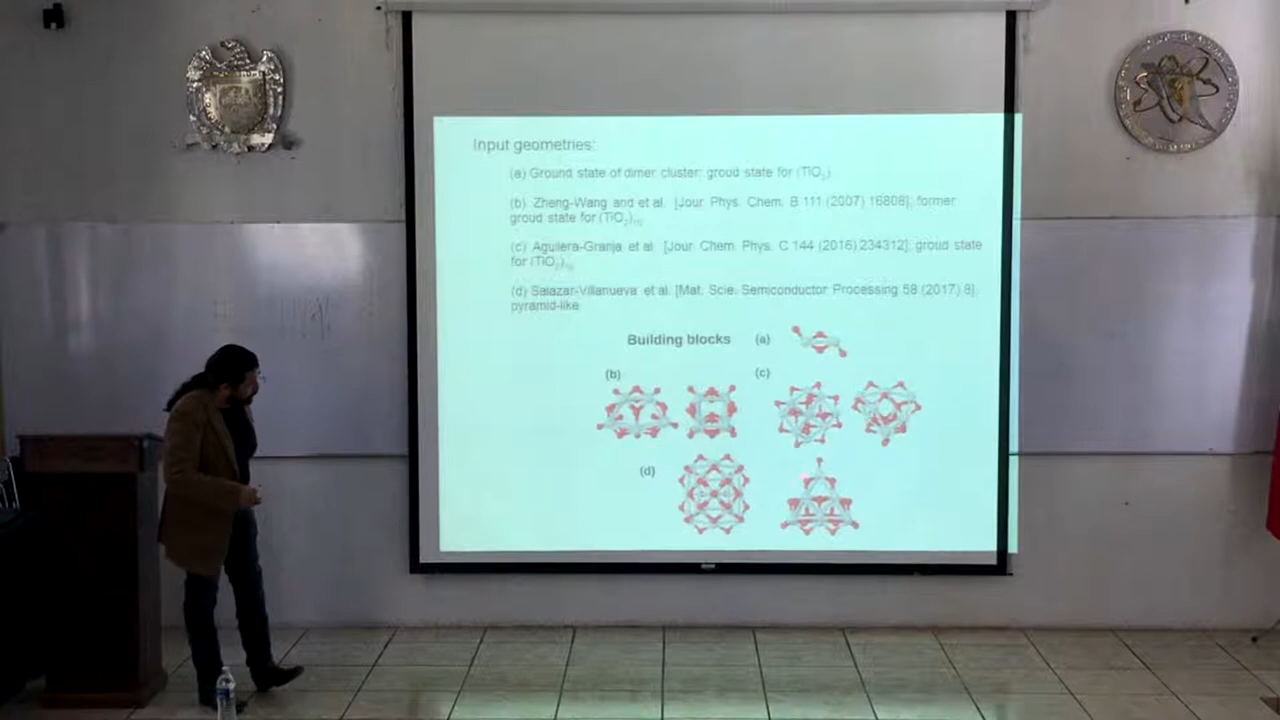 Input geometries:
(a) Ground state of dimer cluster: groud state for (TiO₂)
(b) Zheng-Wang and et al. [Jour. Phys. Chem. B 111 (2007) 16808]; former
groud state for (TiO₂)₁₀
(c) Aguilera-Granja et al. [Jour. Chem. Phys. C 144 (2016) 234312]; groud state
for (TiO₂)₁₀
(d) Salazar-Villanueva et al. [Mat. Scie. Semiconductor Processing 58 (2017) 8]
pyramid-like
Building blocks (a)
(b) (c)
(d)